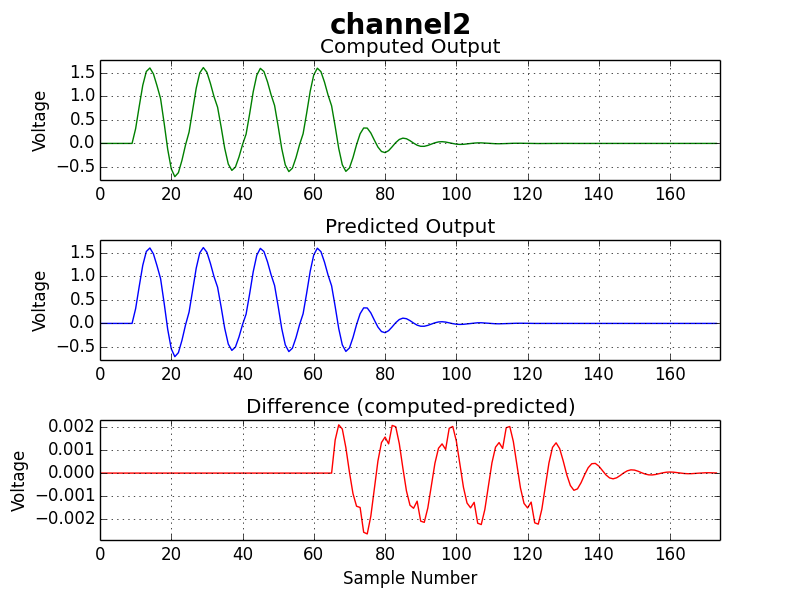 channel2
Computed Output
Voltage
1.5
1.0
0.5
0.0
−0.5
0 20 40 60 80 100 120 140 160
Predicted Output
Voltage
1.5
1.0
0.5
0.0
−0.5
0 20 40 60 80 100 120 140 160
Difference (computed-predicted)
Voltage
0.002
0.001
0.000
−0.001
−0.002
0 20 40 60 80 100 120 140 160
Sample Number